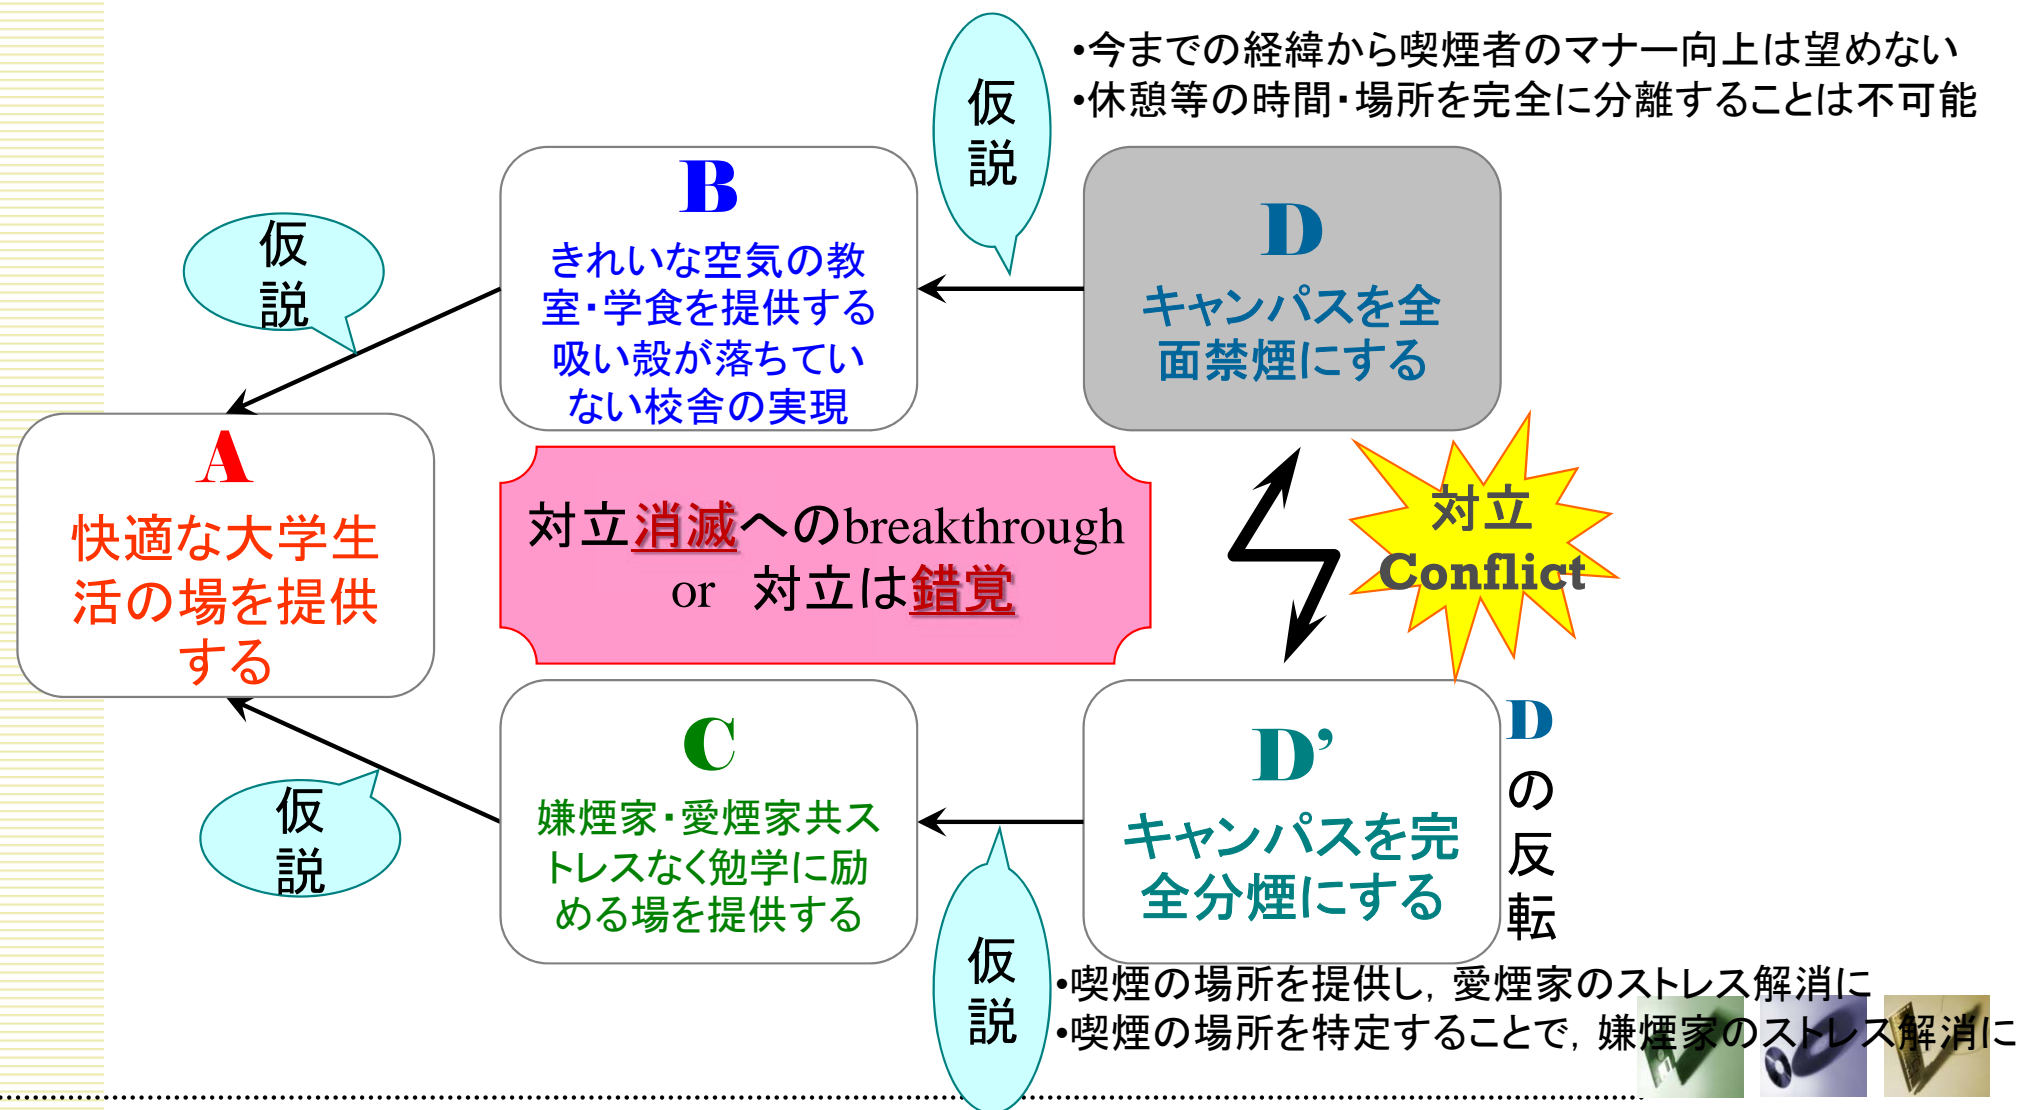 •今までの経緯から喫煙者のマナー向上は望めない
•休憩等の時間・場所を完全に分離することは不可能
仮
説
B
きれいな空気の教
室・学食を提供する
吸い殻が落ちてい
ない校舎の実現
D
キャンパスを全
面禁煙にする
仮
説
A
快適な大学生
活の場を提供
する
対立消滅へのbreakthrough
or 対立は錯覚
対立
Conflict
仮
説
C
嫌煙家・愛煙家共ス
トレスなく勉学に励
める場を提供する
D’
キャンパスを完
全分煙にする
D
の
反
転
仮
説
•喫煙の場所を提供し，愛煙家のストレス解消に
•喫煙の場所を特定することで，嫌煙家のストレス解消に